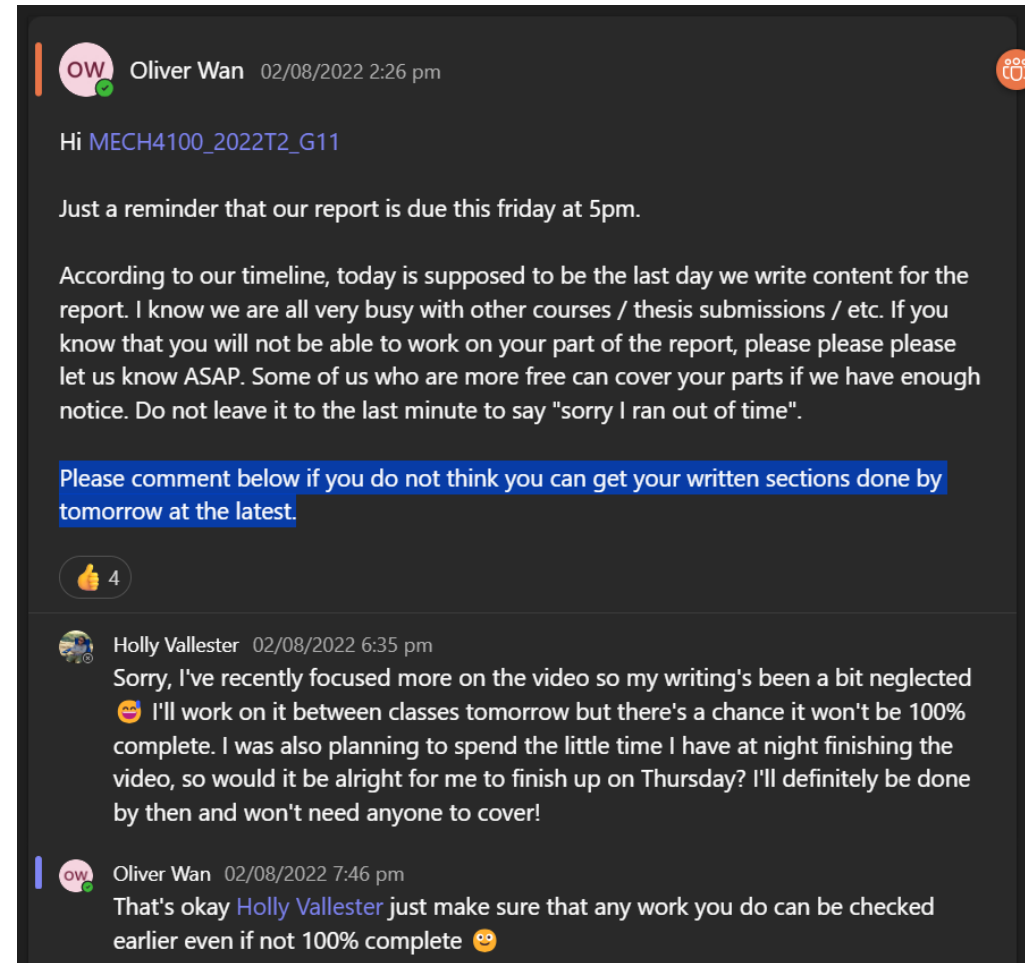 OW Oliver Wan 02/08/2022 2:26 pm
Hi MECH4100_2022T2_G11
Just a reminder that our report is due this friday at 5pm.
According to our timeline, today is supposed to be the last day we write content for the
report. I know we are all very busy with other courses / thesis submissions / etc. If you
know that you will not be able to work on your part of the report, please please please
let us know ASAP. Some of us who are more free can cover your parts if we have enough
notice. Do not leave it to the last minute to say "sorry I ran out of time".
Please comment below if you do not think you can get your written sections done by
tomorrow at the latest.
👍 4
Holly Vallester 02/08/2022 6:35 pm
Sorry, I've recently focused more on the video so my writing's been a bit neglected
😅 I'll work on it between classes tomorrow but there's a chance it won't be 100%
complete. I was also planning to spend the little time I have at night finishing the
video, so would it be alright for me to finish up on Thursday? I'll definitely be done
by then and won't need anyone to cover!
OW Oliver Wan 02/08/2022 7:46 pm
That's okay Holly Vallester just make sure that any work you do can be checked
earlier even if not 100% complete 🙂